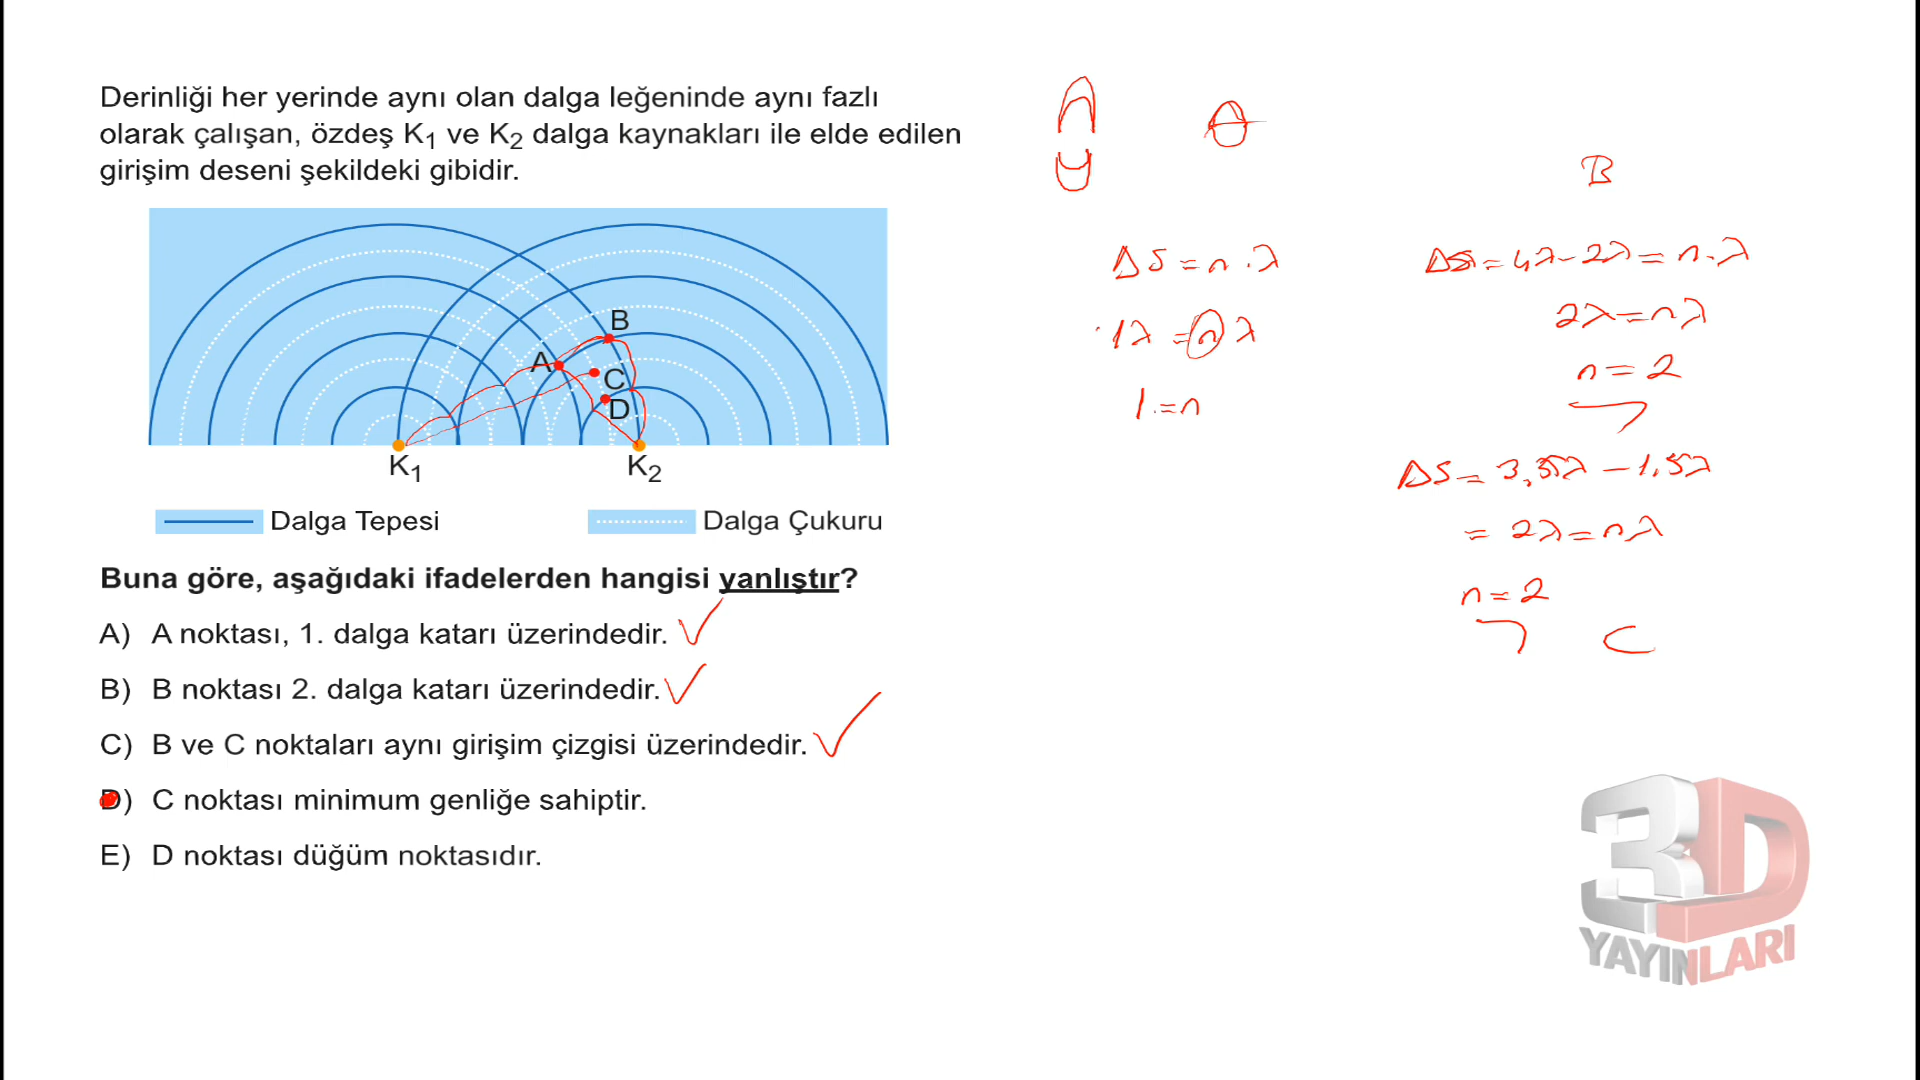 Derinliği her yerinde aynı olan dalga leğeninde aynı fazlı
olarak çalışan, özdeş K₁ ve K₂ dalga kaynakları ile elde edilen
girişim deseni şekildeki gibidir.
B
A
C
D
K₁
K₂
Dalga Tepesi
Dalga Çukuru
Buna göre, aşağıdaki ifadelerden hangisi yanlıştır?
A) A noktası, 1. dalga katarı üzerindedir.
B) B noktası 2. dalga katarı üzerindedir.
C) B ve C noktaları aynı girişim çizgisi üzerindedir.
D) C noktası minimum genliğe sahiptir.
E) D noktası düğüm noktasıdır.
ΔS = n.λ
1λ = nλ
1 = n
B
ΔS = 4λ - 2λ = n.λ
2λ = nλ
n = 2
ΔS = 3,5λ - 1,5λ
= 2λ = nλ
n = 2
C
3D
YAYINLARI